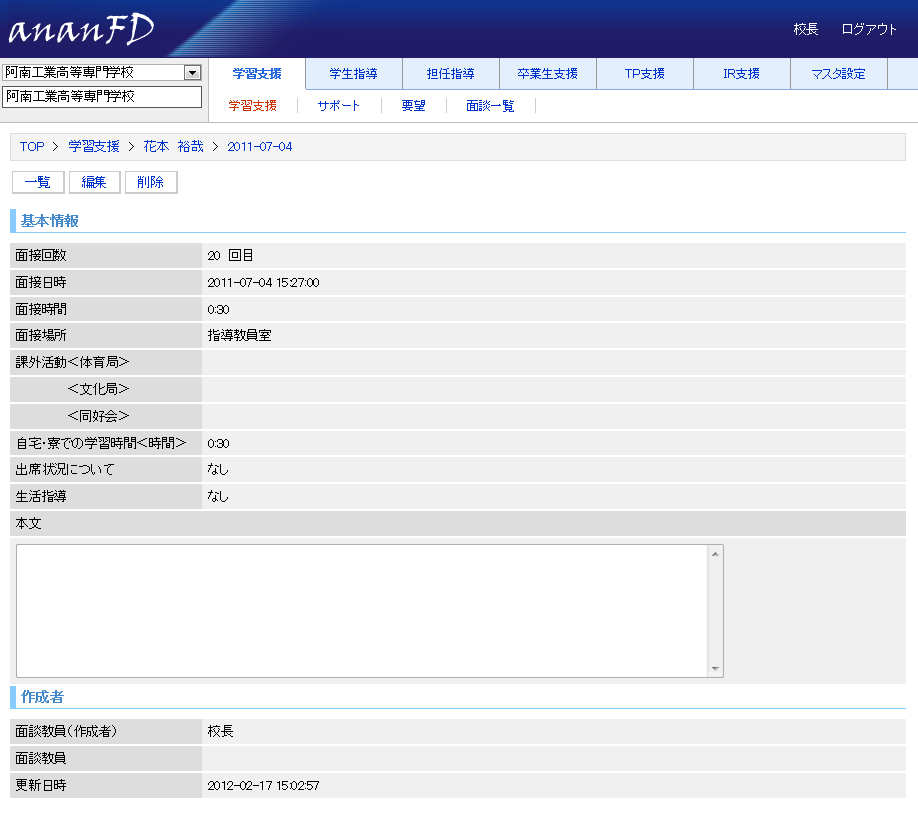 ananFD
校長 ログアウト
阿南工業高等専門学校
阿南工業高等専門学校
学習支援 学生指導 担任指導 卒業生支援 TP支援 IR支援 マスタ設定
学習支援 サポート 要望 面談一覧
TOP > 学習支援 > 花本 裕哉 > 2011-07-04
一覧 編集 削除
基本情報
面接回数 20 回目
面接日時 2011-07-04 15:27:00
面接時間 0:30
面接場所 指導教員室
課外活動<体育局>
<文化局>
<同好会>
自宅・寮での学習時間<時間> 0:30
出席状況について なし
生活指導 なし
本文
作成者
面談教員(作成者) 校長
面談教員
更新日時 2012-02-17 15:02:57